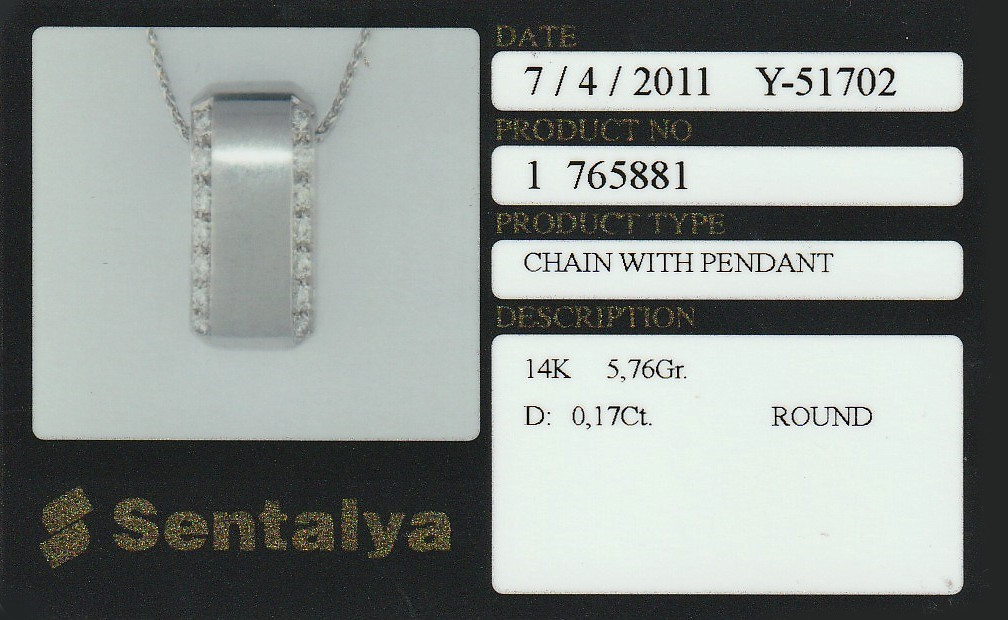 DATE
7 / 4 / 2011 Y-51702
PRODUCT NO
1 765881
PRODUCT TYPE
CHAIN WITH PENDANT
DESCRIPTION
14K 5,76Gr.
D: 0,17Ct. ROUND
Sentalya